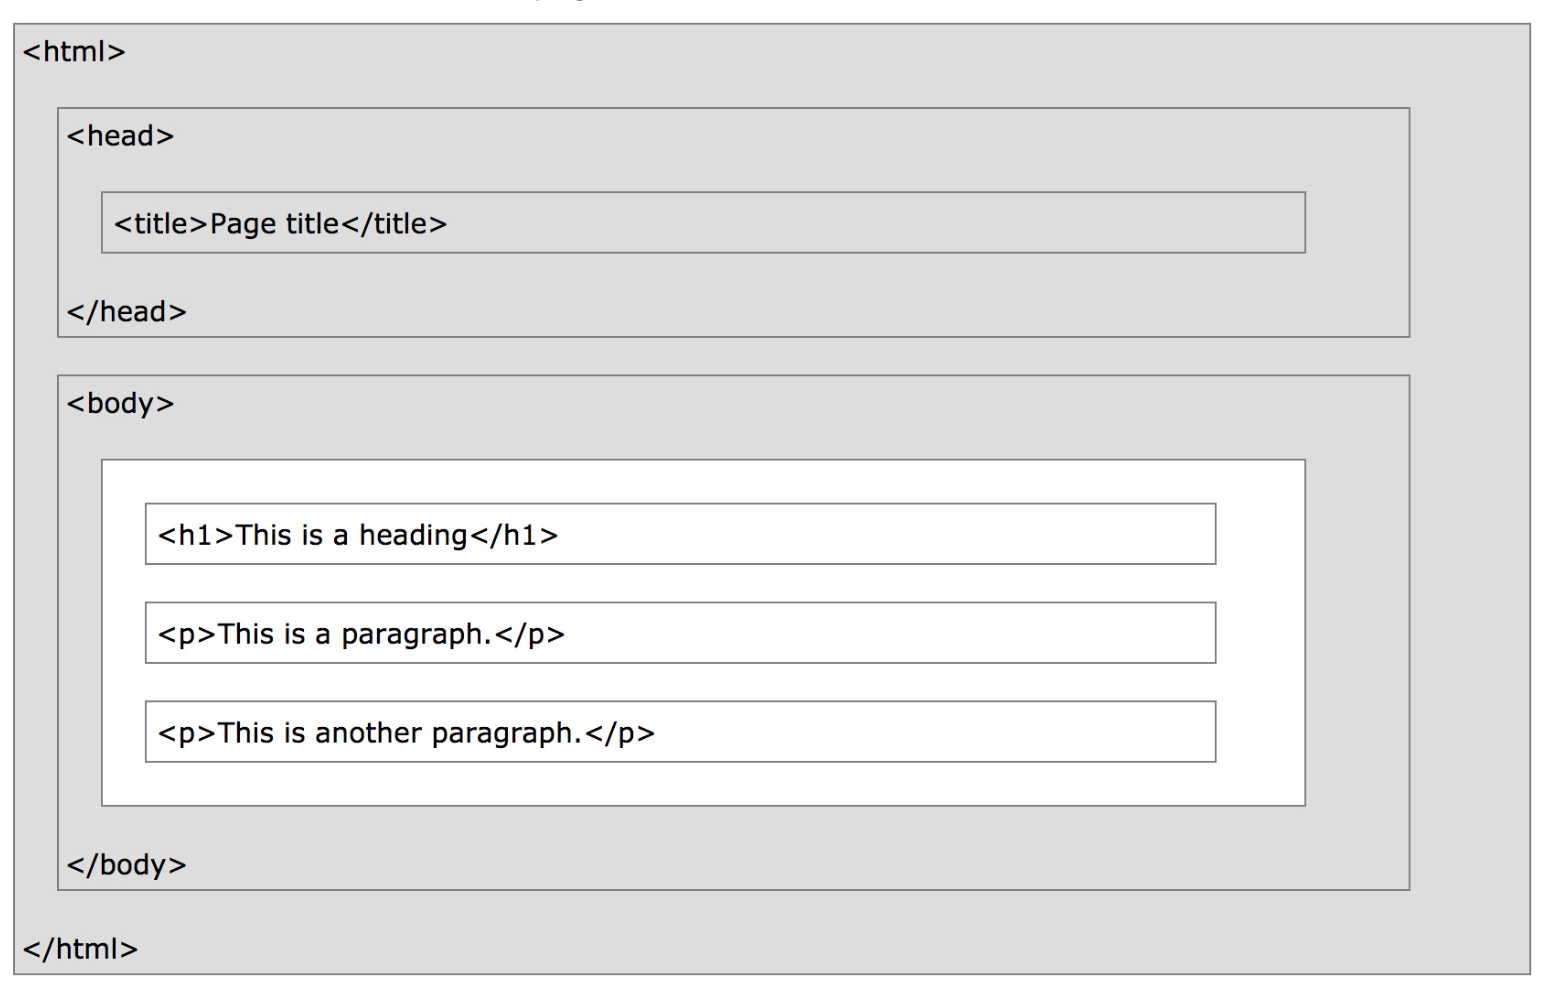 <html>
<head>
<title>Page title</title>
</head>
<body>
<h1>This is a heading</h1>
<p>This is a paragraph.</p>
<p>This is another paragraph.</p>
</body>
</html>